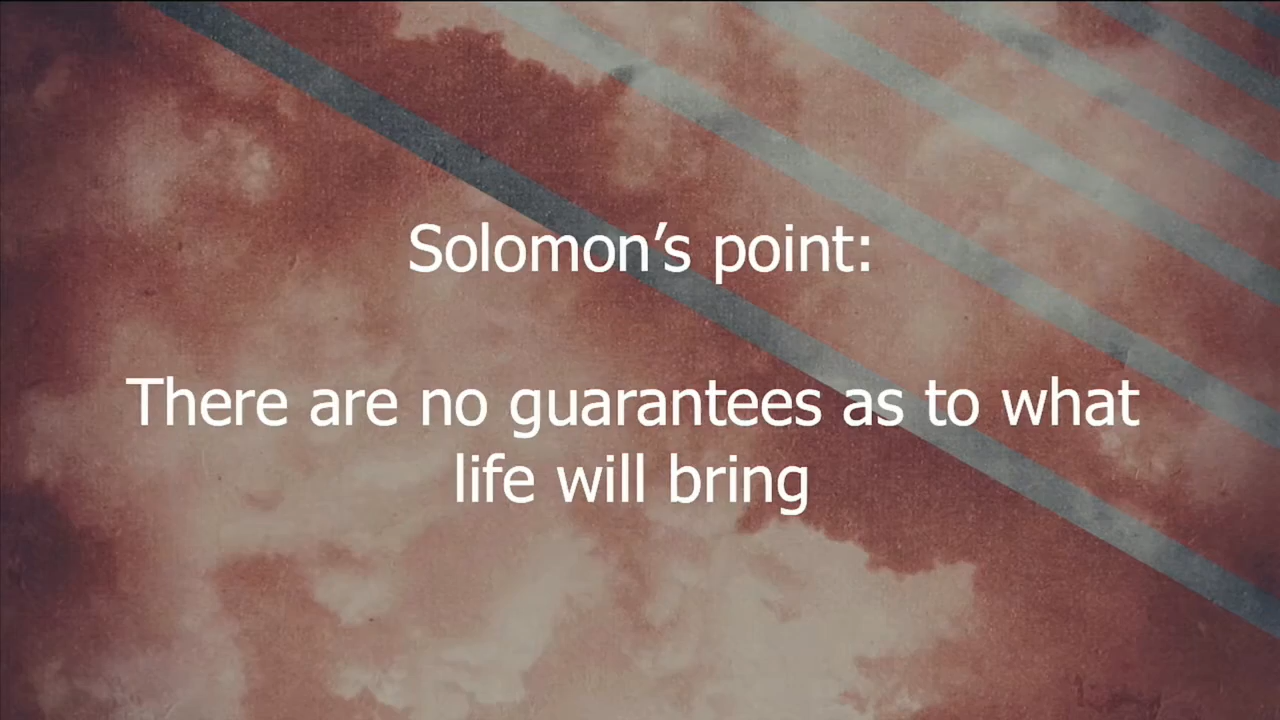 Solomon’s point:
There are no guarantees as to what
life will bring